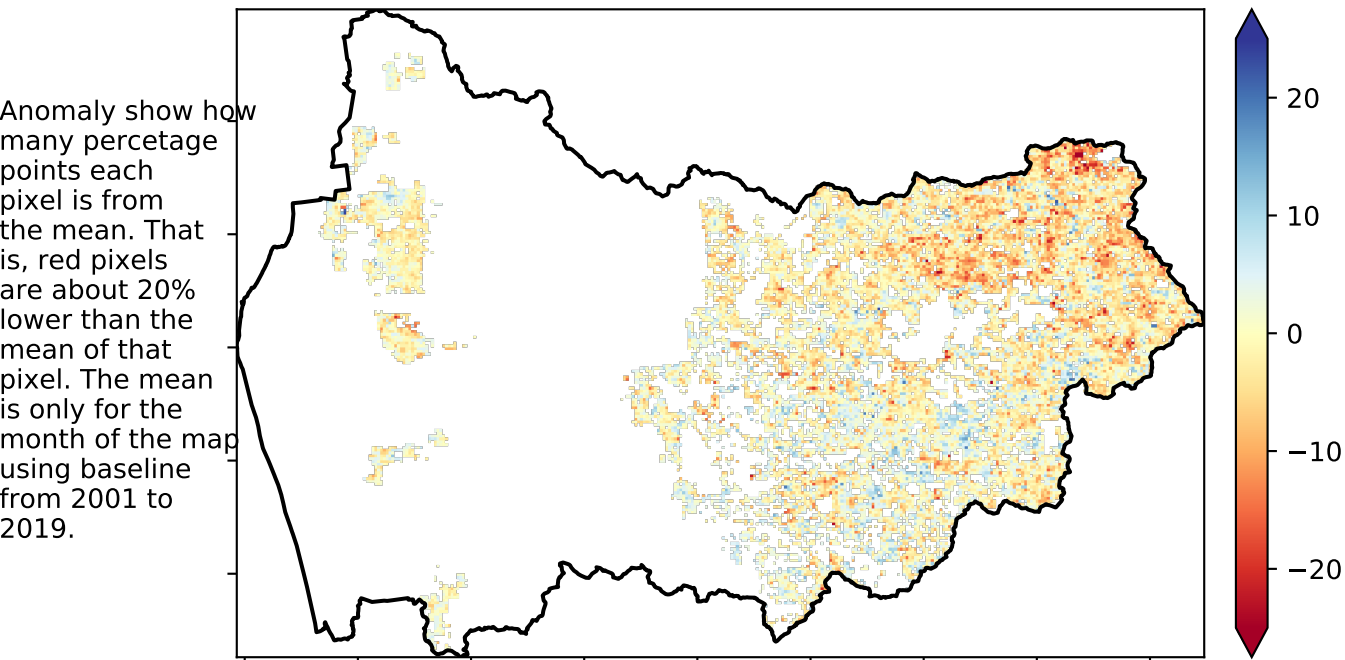 Anomaly show how
many percetage
points each
pixel is from
the mean. That
is, red pixels
are about 20%
lower than the
mean of that
pixel. The mean
is only for the
month of the map
using baseline
from 2001 to
2019.
20
10
0
−10
−20